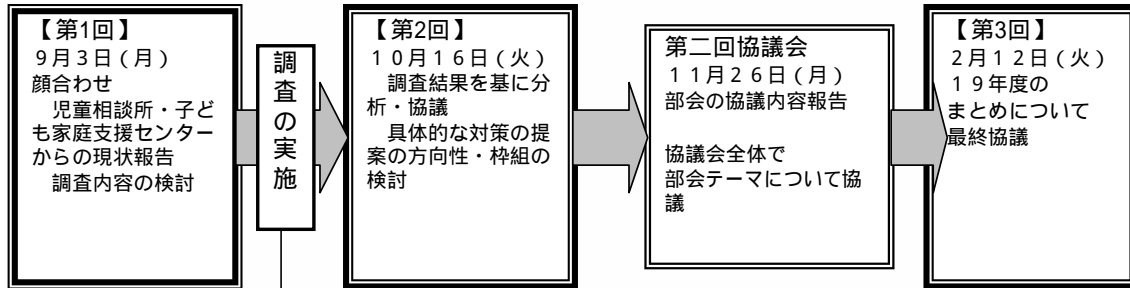 【第1回】
９月３日（月）
顔合わせ
児童相談所・子ど
も家庭支援センター
からの現状報告
調査内容の検討
調査の実施
【第2回】
１０月１６日（火）
調査結果を基に分
析・協議
具体的な対策の提
案の方向性・枠組の
検討
第二回協議会
１１月２６日（月）
部会の協議内容報告
協議会全体で
部会テーマについて協
議
【第3回】
２月１２日（火）
１９年度の
まとめについて
最終協議